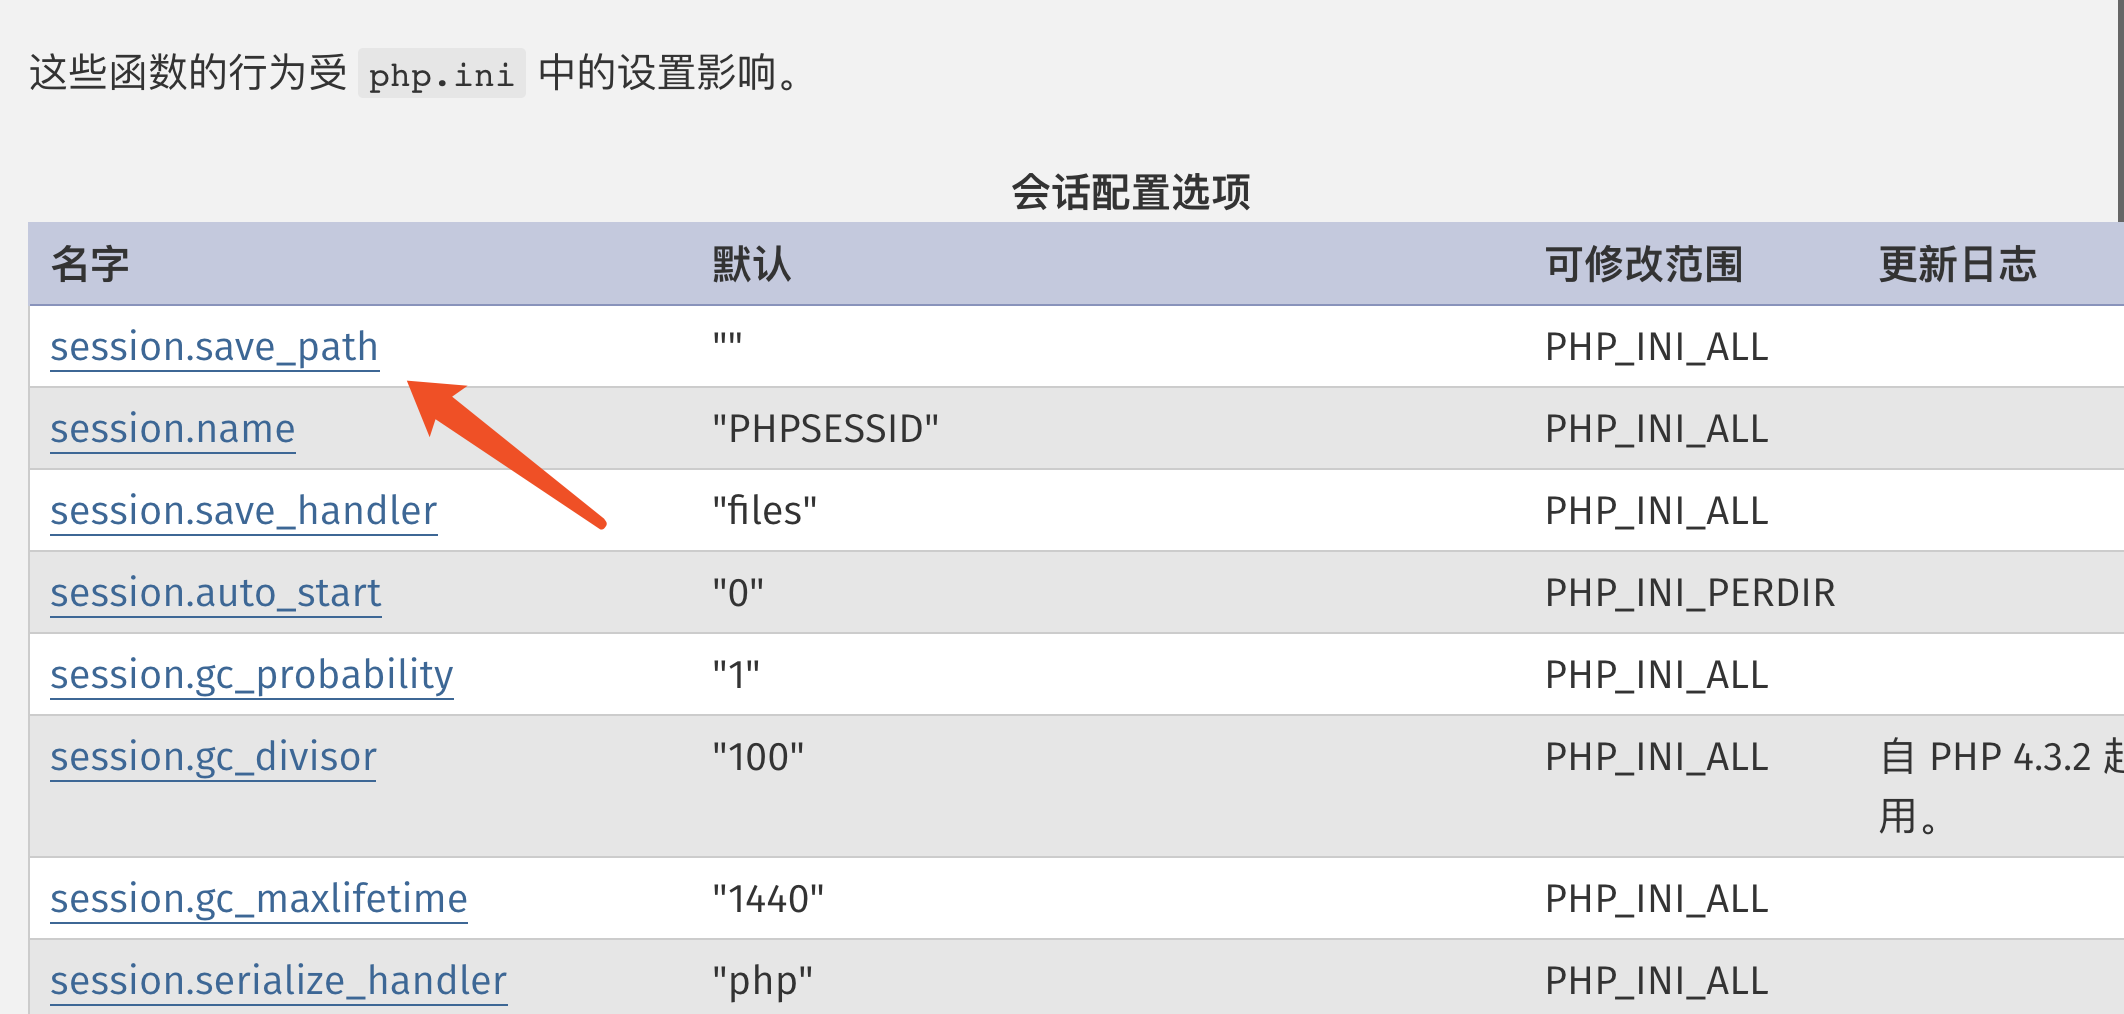 这些函数的行为受 php.ini 中的设置影响。
会话配置选项
名字 默认 可修改范围 更新日志
session.save_path "" PHP_INI_ALL
session.name "PHPSESSID" PHP_INI_ALL
session.save_handler "files" PHP_INI_ALL
session.auto_start "0" PHP_INI_PERDIR
session.gc_probability "1" PHP_INI_ALL
session.gc_divisor "100" PHP_INI_ALL 自 PHP 4.3.2
用。
session.gc_maxlifetime "1440" PHP_INI_ALL
session.serialize_handler "php" PHP_INI_ALL